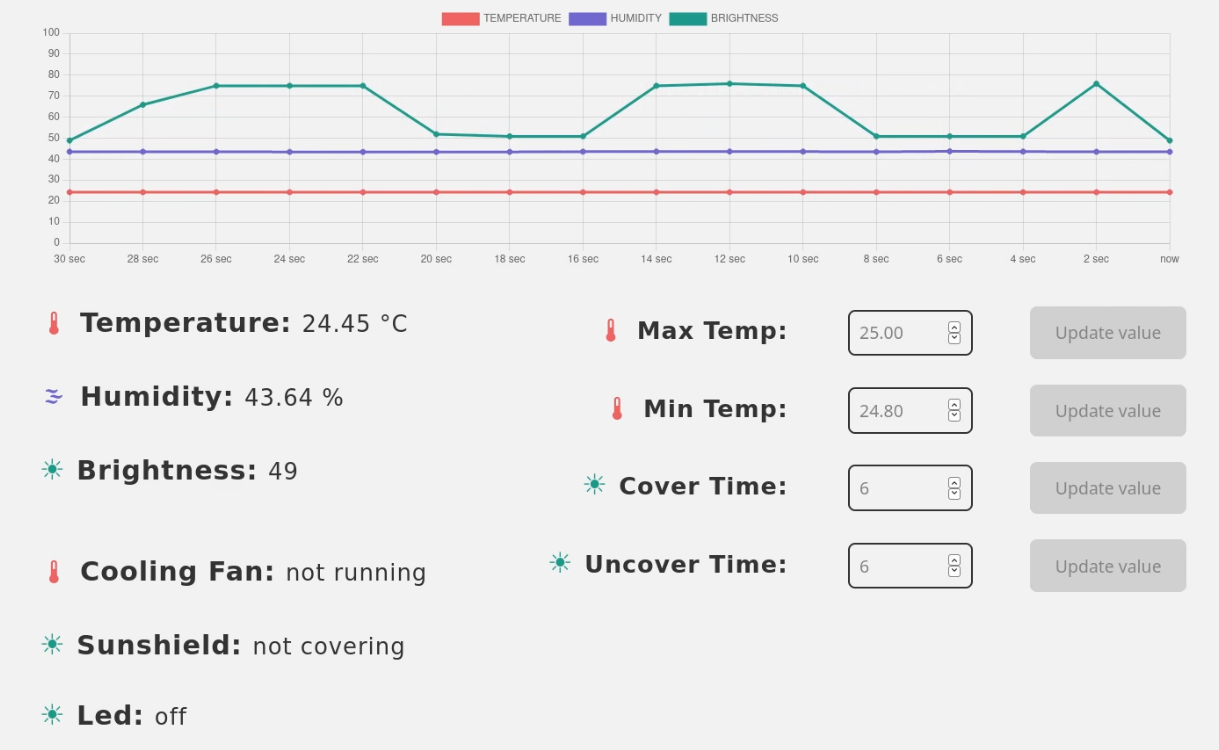 TEMPERATURE HUMIDITY BRIGHTNESS
100
90
80
70
60
50
40
30
20
10
0
30 sec 28 sec 26 sec 24 sec 22 sec 20 sec 18 sec 16 sec 14 sec 12 sec 10 sec 8 sec 6 sec 4 sec 2 sec now
Temperature: 24.45 °C
Humidity: 43.64 %
Brightness: 49
Cooling Fan: not running
Sunshield: not covering
Led: off
Max Temp: 25.00 Update value
Min Temp: 24.80 Update value
Cover Time: 6 Update value
Uncover Time: 6 Update value